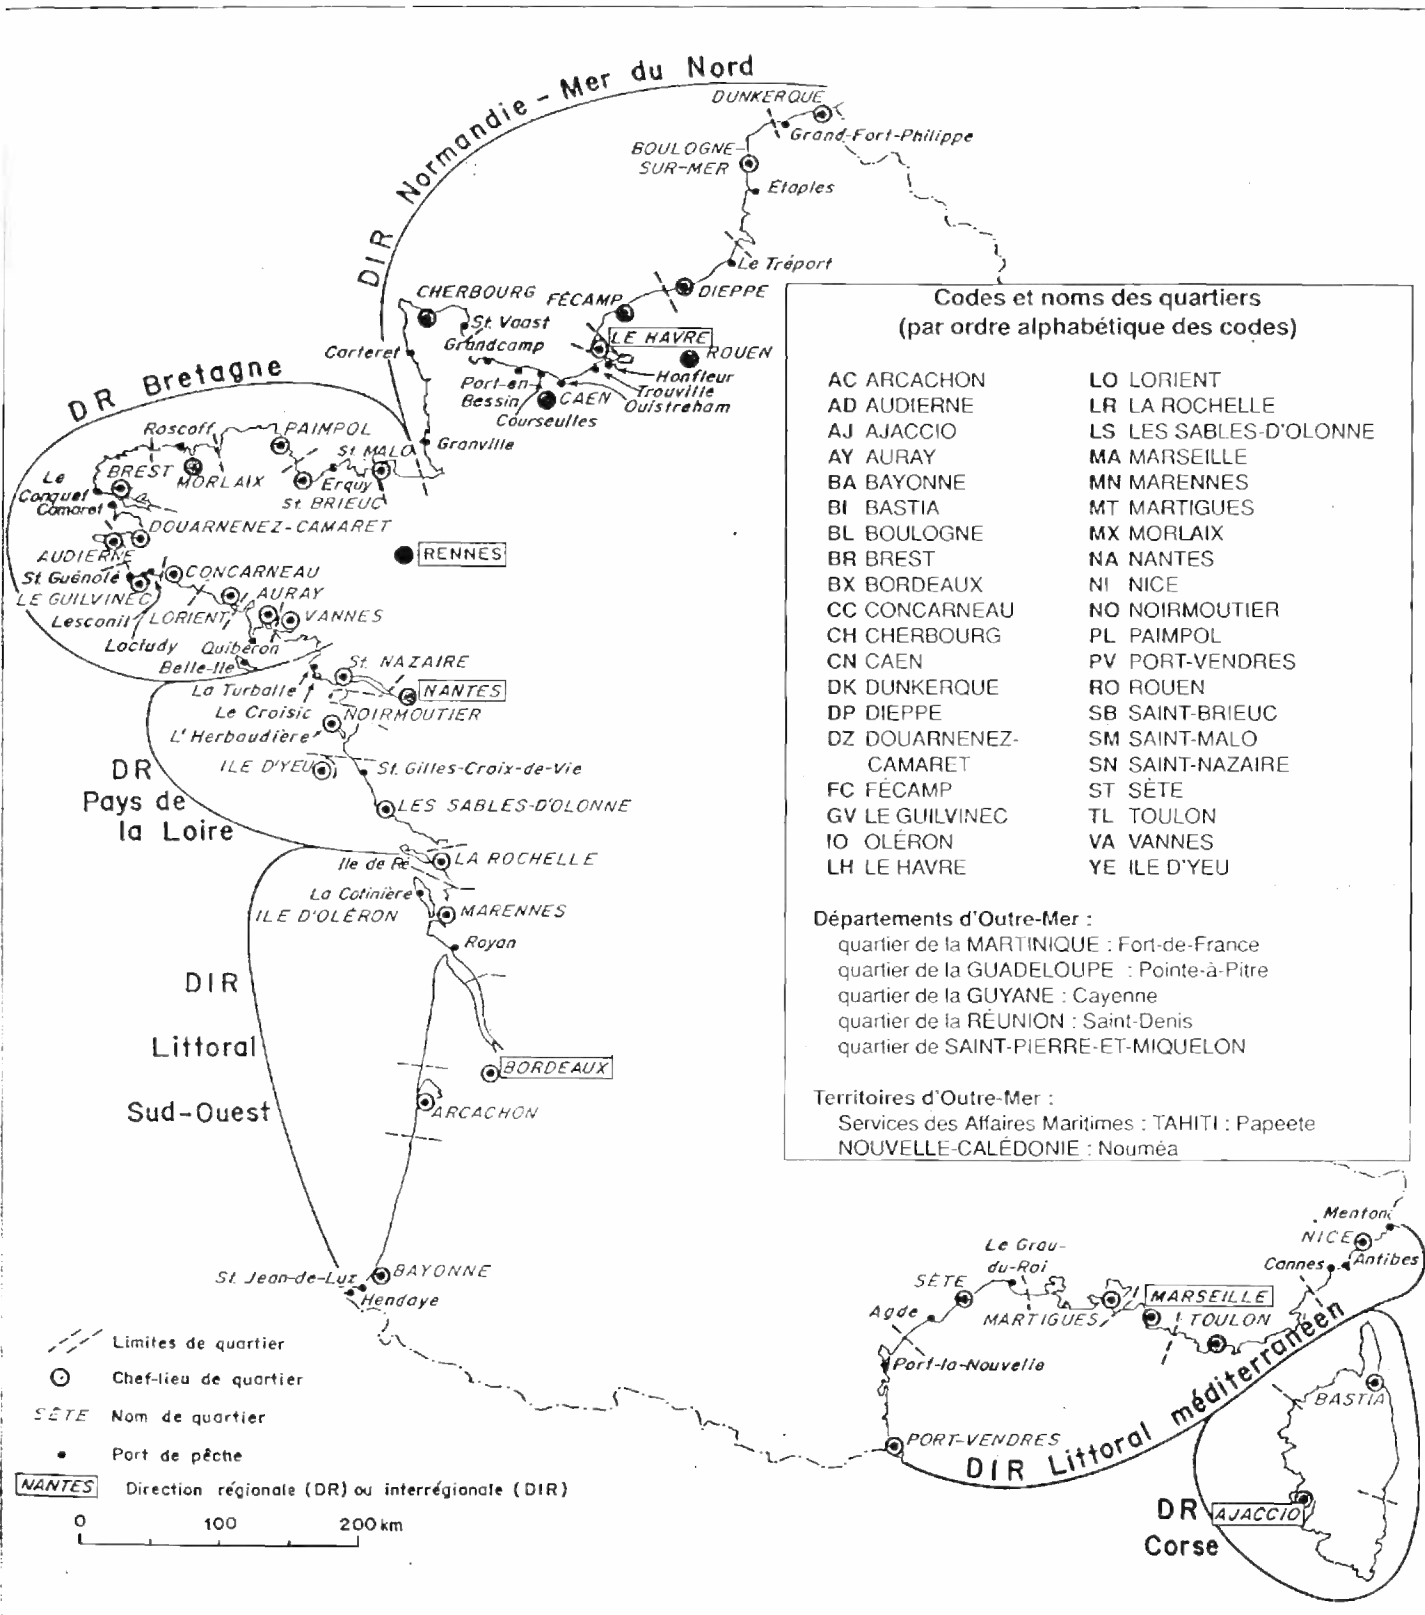 DIR Normandie - Mer du Nord
DUNKERQUE
Grand-Fort-Philippe
BOULOGNE-
SUR-MER
Étaples
Le Tréport
DIEPPE
FÉCAMP
CHERBOURG
St. Vaast
LE HAVRE
ROUEN
Grandcamp
Carteret
Honfleur
Trouville
Ouistreham
Port-en-
Bessin
CAEN
Courseulles
Granville
DR Bretagne
Roscoff
PAIMPOL
St. MALO
BREST
MORLAIX
Erquy
St. BRIEUC
Le
Conquet
Camaret
DOUARNENEZ-CAMARET
RENNES
AUDIERNE
St Guénolé
CONCARNEAU
LE GUILVINEC
AURAY
Lesconil
LORIENT
VANNES
Loctudy
Quiberon
Belle-Ile
St. NAZAIRE
La Turballe
NANTES
Le Croisic
NOIRMOUTIER
L'Herbaudière
ILE D'YEU
St. Gilles-Croix-de-Vie
DR
Pays de
la Loire
LES SABLES-D'OLONNE
Ile de Ré
LA ROCHELLE
La Cotinière
ILE D'OLÉRON
MARENNES
Royan
DIR
Littoral
Sud-Ouest
BORDEAUX
ARCACHON
St. Jean-de-Luz
BAYONNE
Hendaye
Codes et noms des quartiers
(par ordre alphabétique des codes)
AC ARCACHON
AD AUDIERNE
AJ AJACCIO
AY AURAY
BA BAYONNE
BI BASTIA
BL BOULOGNE
BR BREST
BX BORDEAUX
CC CONCARNEAU
CH CHERBOURG
CN CAEN
DK DUNKERQUE
DP DIEPPE
DZ DOUARNENEZ-
CAMARET
FC FÉCAMP
GV LE GUILVINEC
IO OLÉRON
LH LE HAVRE
LO LORIENT
LR LA ROCHELLE
LS LES SABLES-D'OLONNE
MA MARSEILLE
MN MARENNES
MT MARTIGUES
MX MORLAIX
NA NANTES
NI NICE
NO NOIRMOUTIER
PL PAIMPOL
PV PORT-VENDRES
RO ROUEN
SB SAINT-BRIEUC
SM SAINT-MALO
SN SAINT-NAZAIRE
ST SÈTE
TL TOULON
VA VANNES
YE ILE D'YEU
Départements d'Outre-Mer :
quartier de la MARTINIQUE : Fort-de-France
quartier de la GUADELOUPE : Pointe-à-Pitre
quartier de la GUYANE : Cayenne
quartier de la RÉUNION : Saint-Denis
quartier de SAINT-PIERRE-ET-MIQUELON
Territoires d'Outre-Mer :
Services des Affaires Maritimes : TAHITI : Papeete
NOUVELLE-CALÉDONIE : Nouméa
Menton
NICE
Antibes
Cannes
Le Grau-
du-Roi
SÈTE
Agde
MARTIGUES
MARSEILLE
TOULON
Port-la-Nouvelle
PORT-VENDRES
DIR Littoral méditerranéen
BASTIA
DR
Corse
AJACCIO
Limites de quartier
Chef-lieu de quartier
SÈTE Nom de quartier
Port de pêche
NANTES Direction régionale (DR) ou interrégionale (DIR)
0 100 200 km